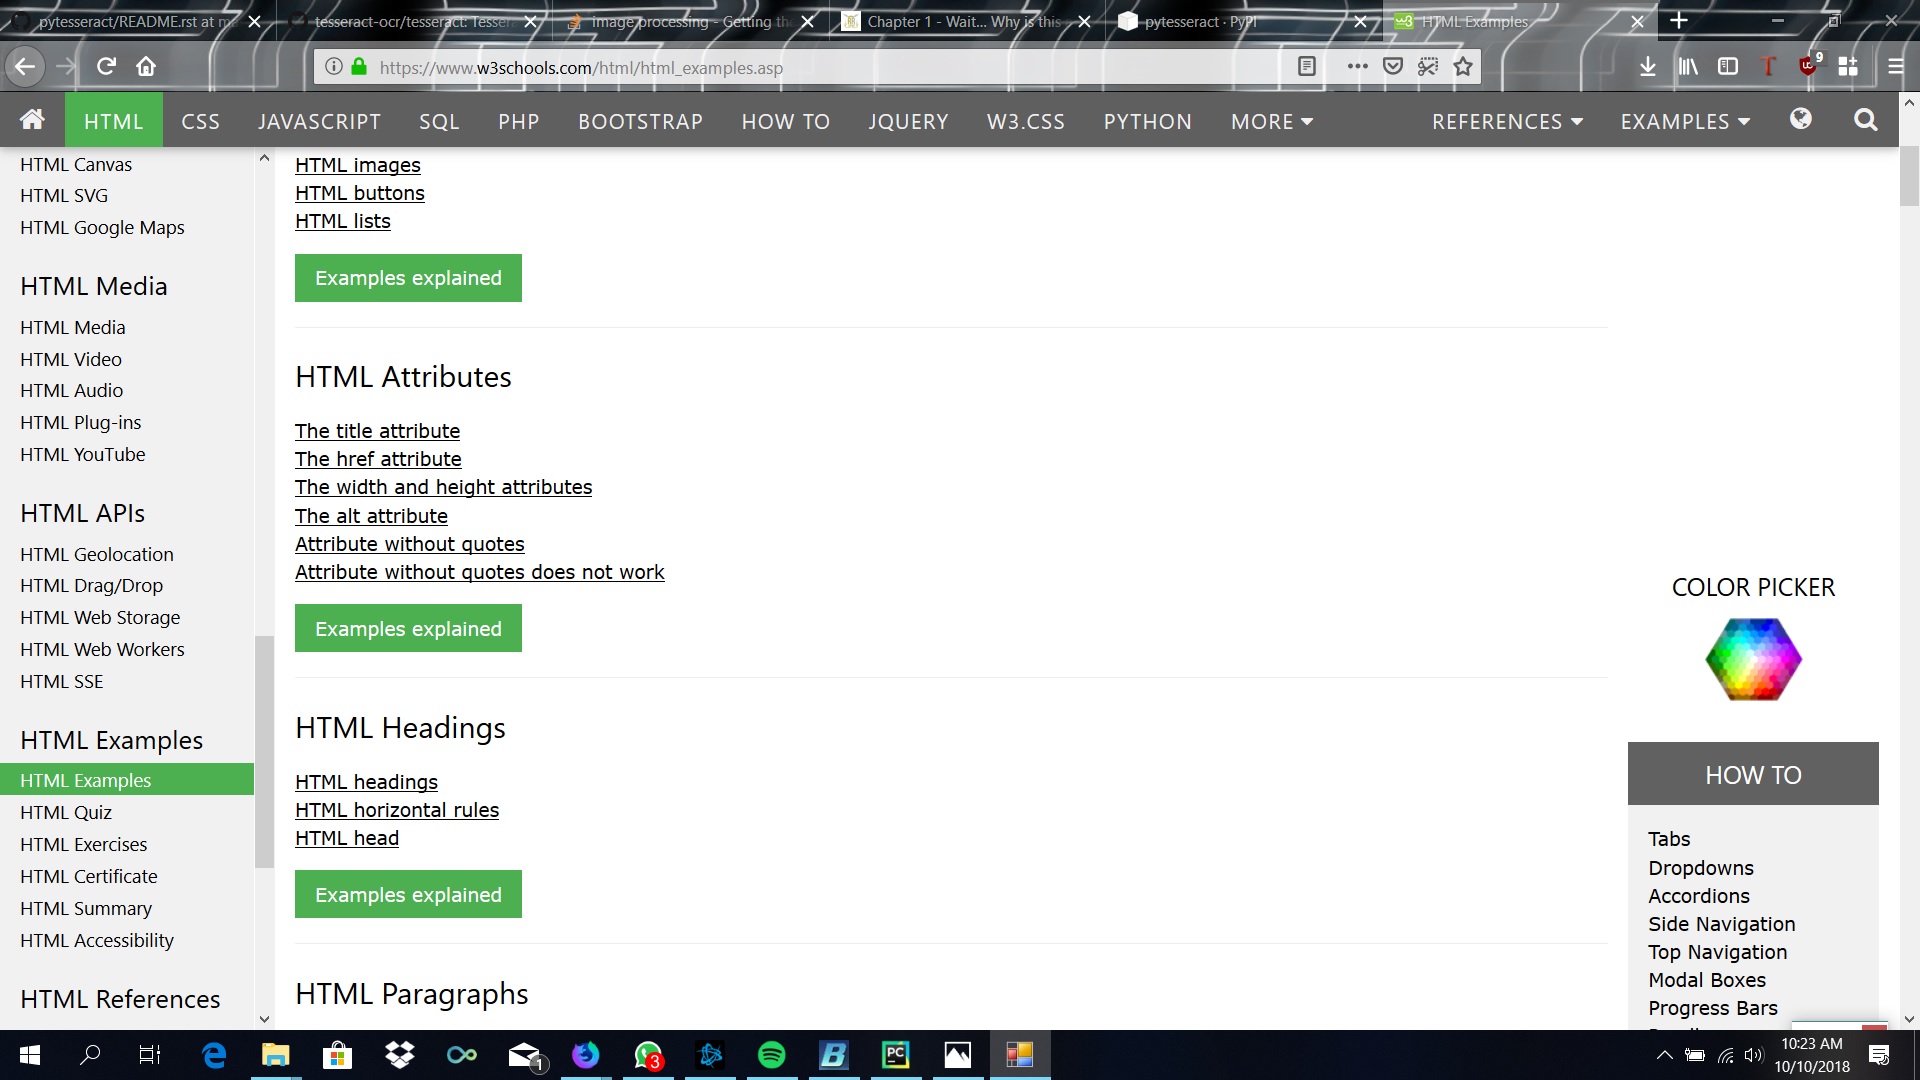 pytesseract/README.rst at m
tesseract-ocr/tesseract: Tesser
image processing - Getting the
Chapter 1 - Wait... Why is this
pytesseract · PyPI
HTML Examples
https://www.w3schools.com/html/html_examples.asp
9
HTML
CSS
JAVASCRIPT
SQL
PHP
BOOTSTRAP
HOW TO
JQUERY
W3.CSS
PYTHON
MORE
REFERENCES
EXAMPLES
HTML Canvas
HTML SVG
HTML Google Maps
HTML Media
HTML Media
HTML Video
HTML Audio
HTML Plug-ins
HTML YouTube
HTML APIs
HTML Geolocation
HTML Drag/Drop
HTML Web Storage
HTML Web Workers
HTML SSE
HTML Examples
HTML Examples
HTML Quiz
HTML Exercises
HTML Certificate
HTML Summary
HTML Accessibility
HTML References
HTML images
HTML buttons
HTML lists
Examples explained
HTML Attributes
The title attribute
The href attribute
The width and height attributes
The alt attribute
Attribute without quotes
Attribute without quotes does not work
Examples explained
HTML Headings
HTML headings
HTML horizontal rules
HTML head
Examples explained
HTML Paragraphs
COLOR PICKER
HOW TO
Tabs
Dropdowns
Accordions
Side Navigation
Top Navigation
Modal Boxes
Progress Bars
1
3
PC
10:23 AM
10/10/2018